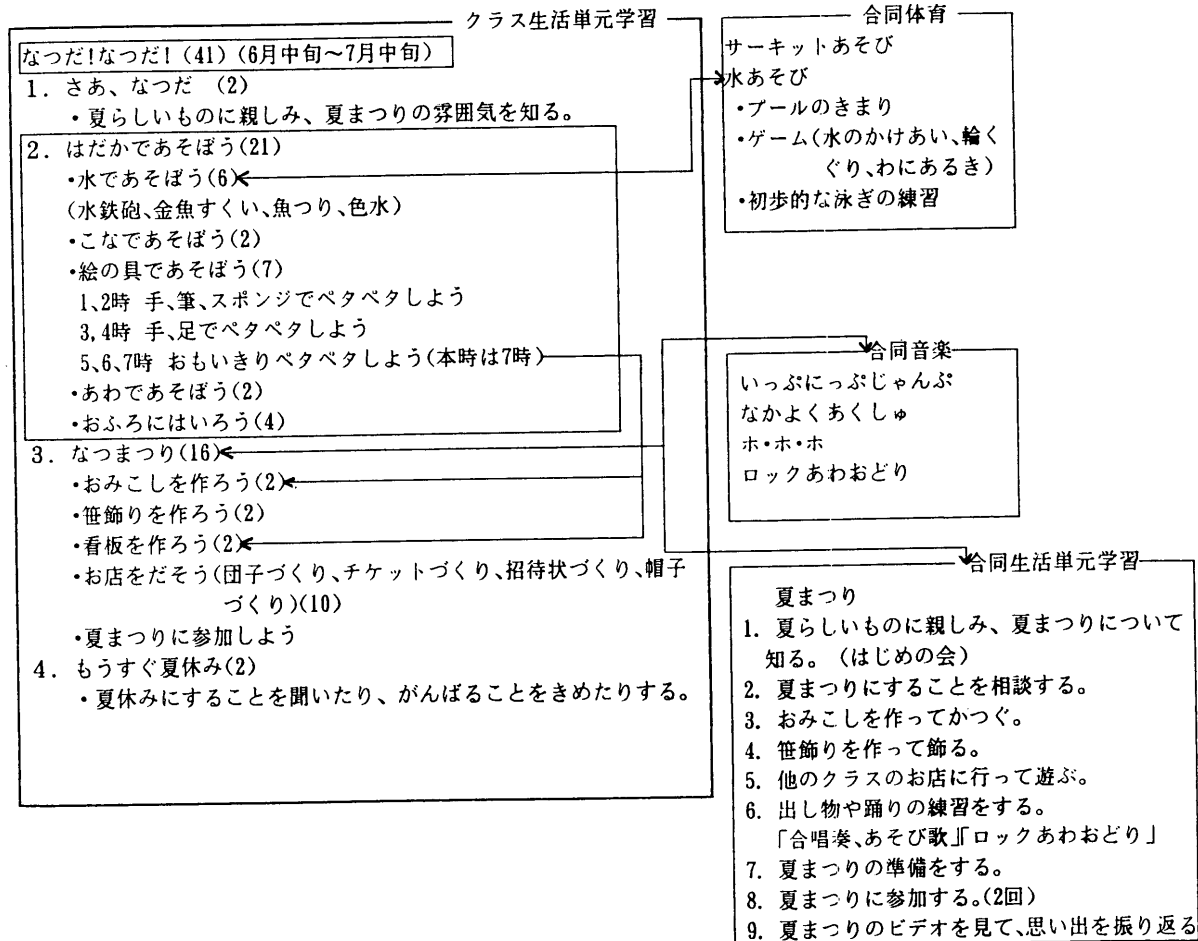 クラス生活単元学習
なつだ!なつだ!(41)(6月中旬～7月中旬)
1. さあ、なつだ (2)
・夏らしいものに親しみ、夏まつりの雰囲気を知る。
2. はだかであそぼう(21)
・水であそぼう(6)
(水鉄砲、金魚すくい、魚つり、色水)
・こなであそぼう(2)
・絵の具であそぼう(7)
1、2時 手、筆、スポンジでペタペタしよう
3,4時 手、足でペタペタしよう
5、6、7時 おもいきりペタペタしよう(本時は7時)
・あわであそぼう(2)
・おふろにはいろう(4)
3. なつまつり(16)
・おみこしを作ろう(2)
・笹飾りを作ろう(2)
・看板を作ろう(2)
・お店をだそう(団子づくり、チケットづくり、招待状づくり、帽子
づくり)(10)
・夏まつりに参加しよう
4. もうすぐ夏休み(2)
・夏休みにすることを聞いたり、がんばることをきめたりする。
合同体育
サーキットあそび
水あそび
・プールのきまり
・ゲーム(水のかけあい、輪く
ぐり、わにあるき)
・初歩的な泳ぎの練習
合同音楽
いっぷにっぷじゃんぷ
なかよくあくしゅ
ホ・ホ・ホ
ロックあわおどり
合同生活単元学習
夏まつり
1. 夏らしいものに親しみ、夏まつりについて
知る。(はじめの会)
2. 夏まつりにすることを相談する。
3. おみこしを作ってかつぐ。
4. 笹飾りを作って飾る。
5. 他のクラスのお店に行って遊ぶ。
6. 出し物や踊りの練習をする。
「合唱奏、あそび歌」「ロックあわおどり」
7. 夏まつりの準備をする。
8. 夏まつりに参加する。(2回)
9. 夏まつりのビデオを見て、思い出を振り返る